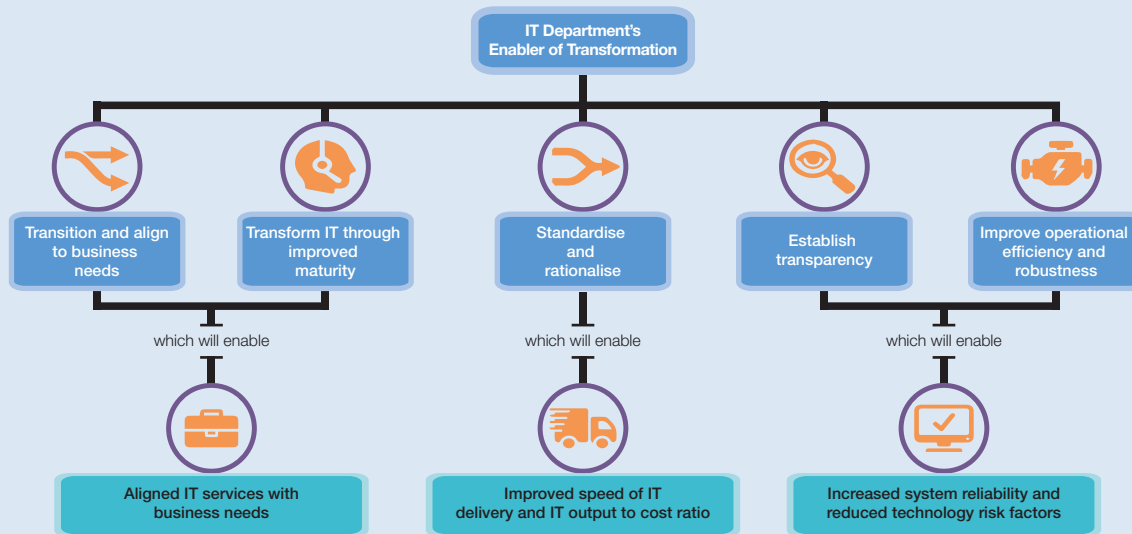 IT Department's
Enabler of Transformation
Transition and align
to business
needs
Transform IT through
improved
maturity
Standardise
and
rationalise
Establish
transparency
Improve operational
efficiency and
robustness
which will enable
which will enable
which will enable
Aligned IT services with
business needs
Improved speed of IT
delivery and IT output to cost ratio
Increased system reliability and
reduced technology risk factors